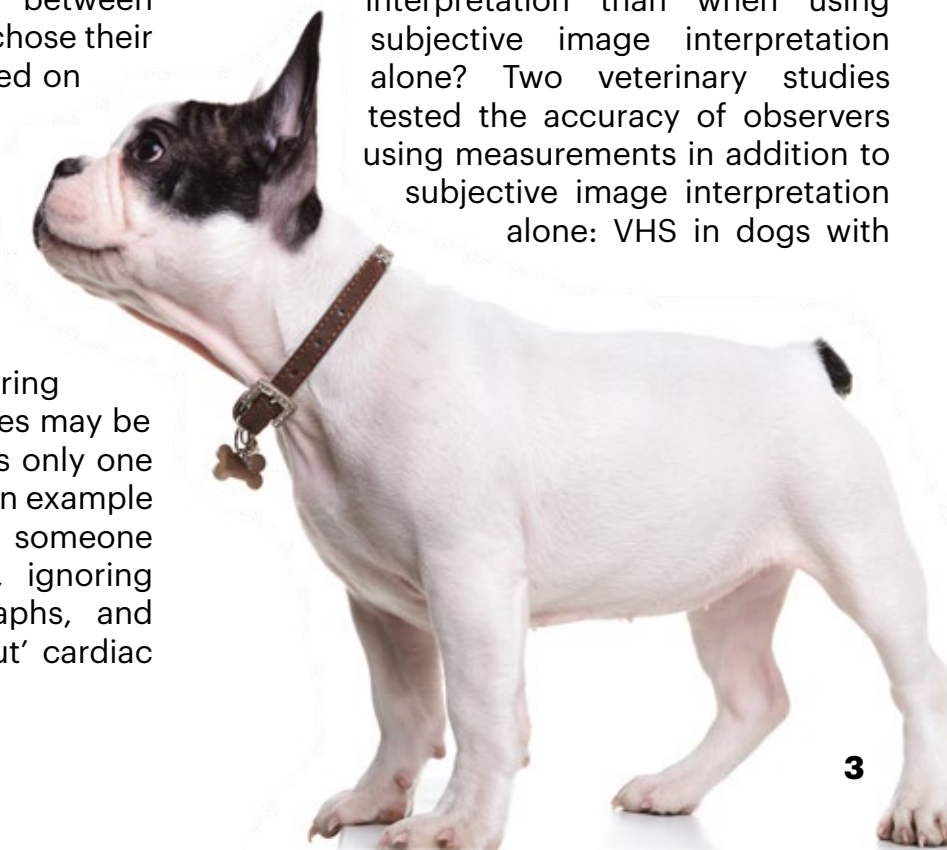 between
chose their
ed on
ring
es may be
s only one
n example
someone
, ignoring
aphs, and
ut’ cardiac
interpretation than when using
subjective image interpretation
alone? Two veterinary studies
tested the accuracy of observers
using measurements in addition to
subjective image interpretation
alone: VHS in dogs with
3